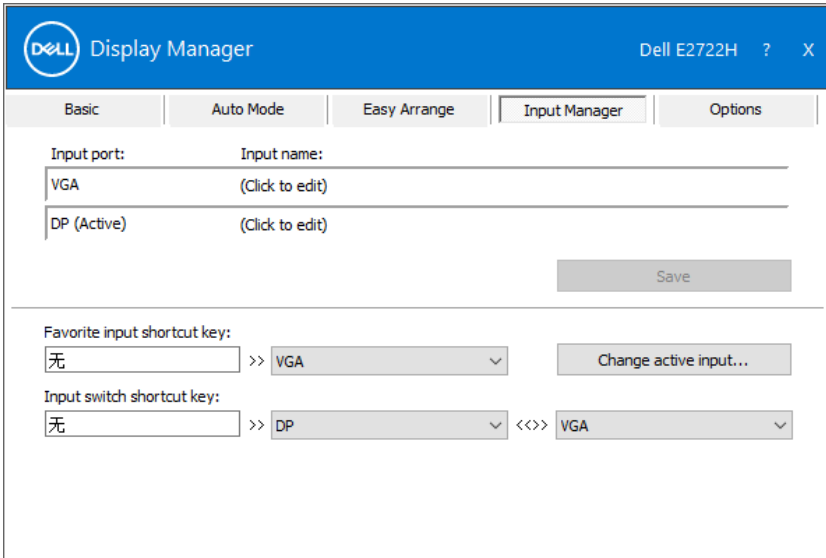 DELL Display Manager Dell E2722H ? X
Basic Auto Mode Easy Arrange Input Manager Options
Input port: Input name:
VGA (Click to edit)
DP (Active) (Click to edit)
Save
Favorite input shortcut key:
无 >> VGA Change active input...
Input switch shortcut key:
无 >> DP <<>> VGA